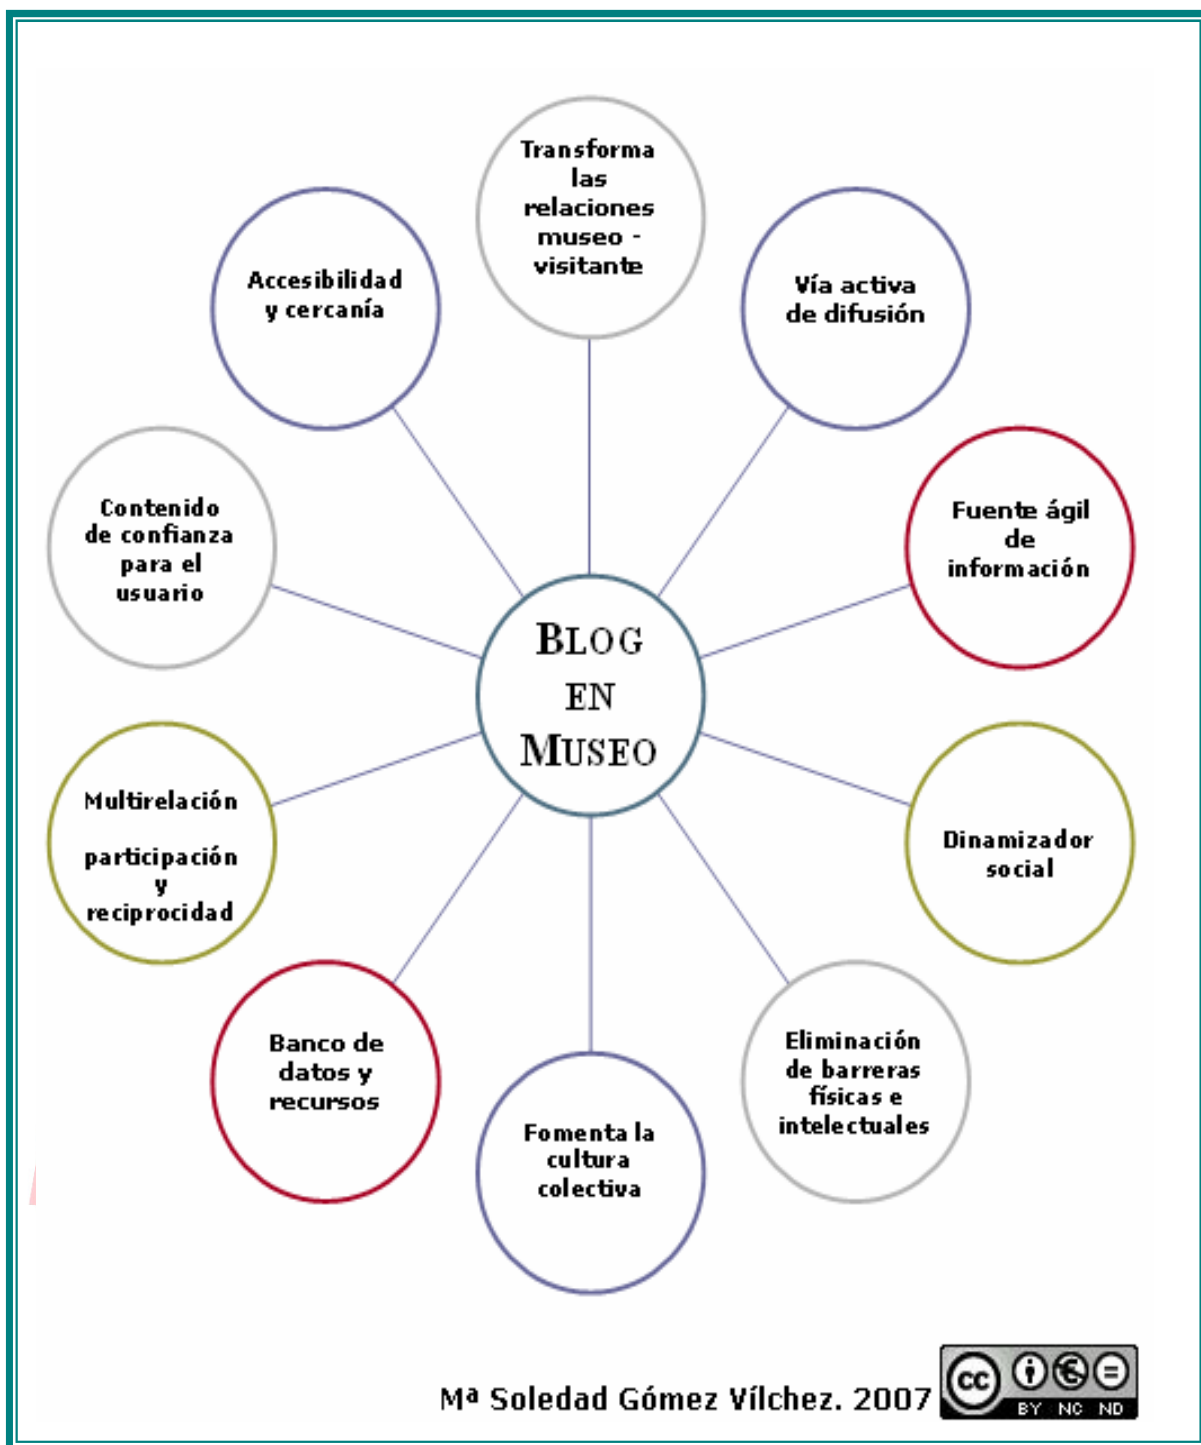 Transforma
las
relaciones
museo -
visitante
Vía activa
de difusión
Fuente ágil
de
información
Dinamizador
social
Eliminación
de barreras
físicas e
intelectuales
Fomenta la
cultura
colectiva
Banco de
datos y
recursos
Multirelación
participación
y
reciprocidad
Contenido
de confianza
para el
usuario
Accesibilidad
y cercanía
BLOG
EN
MUSEO
Mª Soledad Gómez Vílchez. 2007
cc
BY NC ND